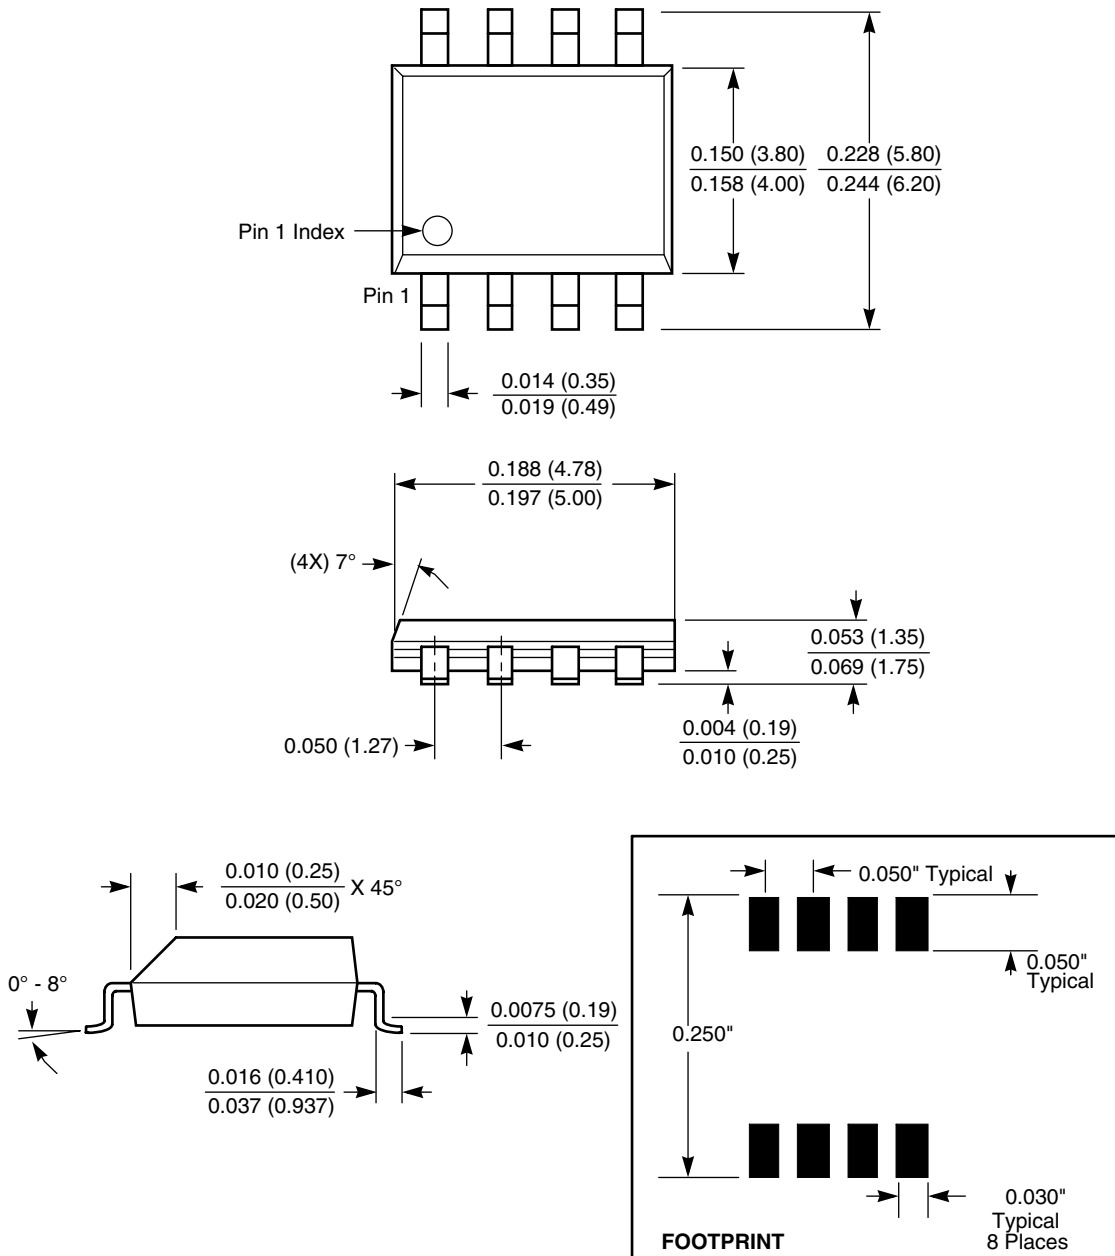 0.150 (3.80)
0.158 (4.00)
0.228 (5.80)
0.244 (6.20)
Pin 1 Index
Pin 1
0.014 (0.35)
0.019 (0.49)
0.188 (4.78)
0.197 (5.00)
(4X) 7°
0.053 (1.35)
0.069 (1.75)
0.004 (0.19)
0.010 (0.25)
0.050 (1.27)
0.010 (0.25)
0.020 (0.50)
X 45°
0° - 8°
0.0075 (0.19)
0.010 (0.25)
0.016 (0.410)
0.037 (0.937)
0.050" Typical
0.050"
Typical
0.250"
0.030"
Typical
8 Places
FOOTPRINT